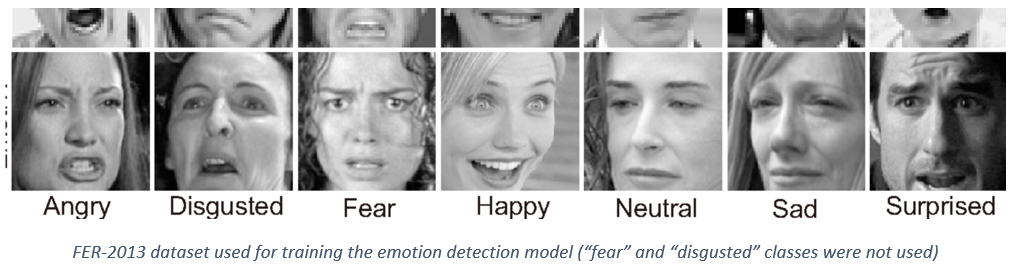 Angry Disgusted Fear Happy Neutral Sad Surprised
FER-2013 dataset used for training the emotion detection model (“fear” and “disgusted” classes were not used)